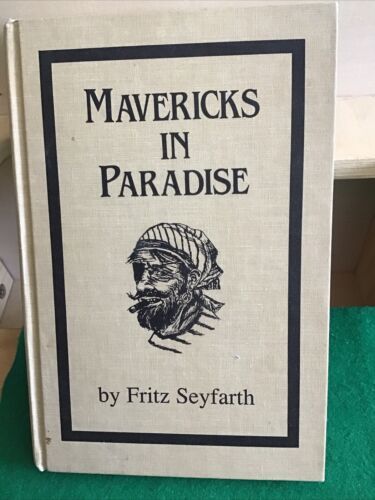 MAVERICKS
IN
PARADISE
by Fritz Seyfarth